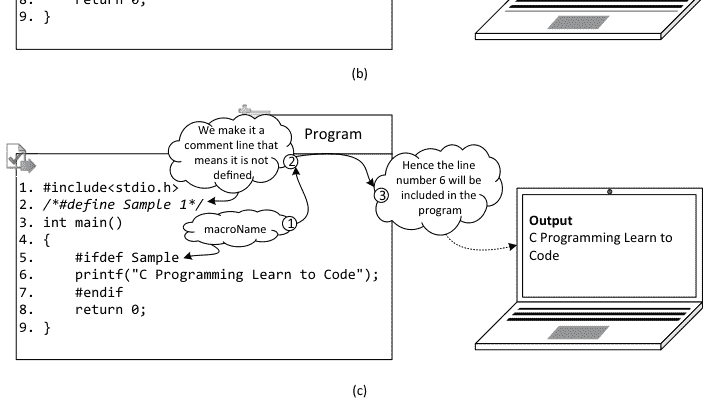 8. return 0;
9. }
(b)
Program
We make it a
comment line that
means it is not
defined
2
Hence the line
number 6 will be
included in the
program
3
macroName
1
1. #include<stdio.h>
2. /*#define Sample 1*/
3. int main()
4. {
5. #ifdef Sample
6. printf("C Programming Learn to Code");
7. #endif
8. return 0;
9. }
Output
C Programming Learn to
Code
(c)